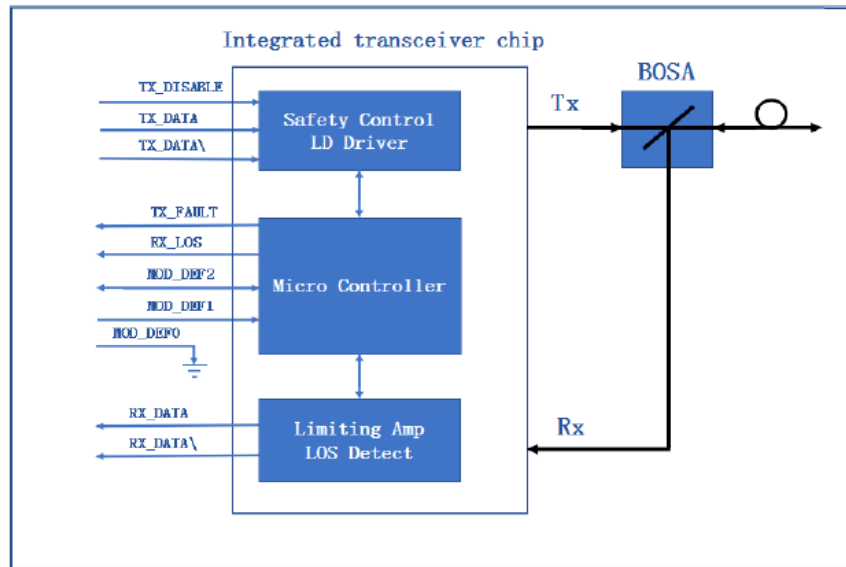 Integrated transceiver chip
BOSA
TX_DISABLE
TX_DATA
TX_DATA\
Safety Control
LD Driver
Tx
TX_FAULT
RX_LOS
MOD_DEF2
MOD_DEF1
MOD_DEF0
Micro Controller
RX_DATA
RX_DATA\
Limiting Amp
LOS Detect
Rx